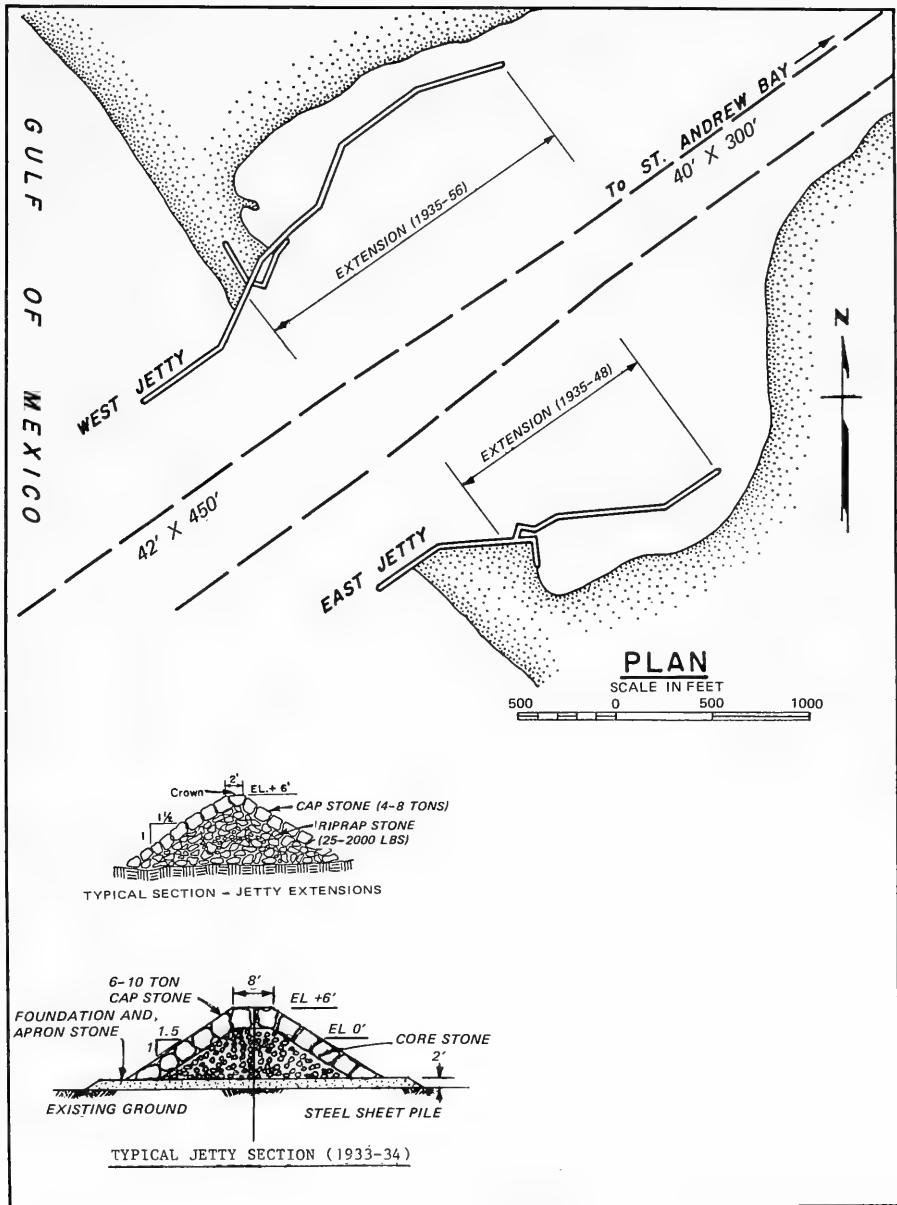 GULF OF MEXICO
To ST. ANDREW BAY
40' X 300'
EXTENSION (1935-56)
N
WEST JETTY
EXTENSION (1935-48)
42' X 450'
EAST JETTY
PLAN
SCALE IN FEET
500 0 500 1000
2'
Crown
EL.+ 6'
CAP STONE (4-8 TONS)
1 1½
RIPRAP STONE
(25-2000 LBS)
TYPICAL SECTION - JETTY EXTENSIONS
6-10 TON
CAP STONE
8'
EL +6'
FOUNDATION AND,
APRON STONE
1.5
1
EL 0'
CORE STONE
2'
EXISTING GROUND
STEEL SHEET PILE
TYPICAL JETTY SECTION (1933-34)